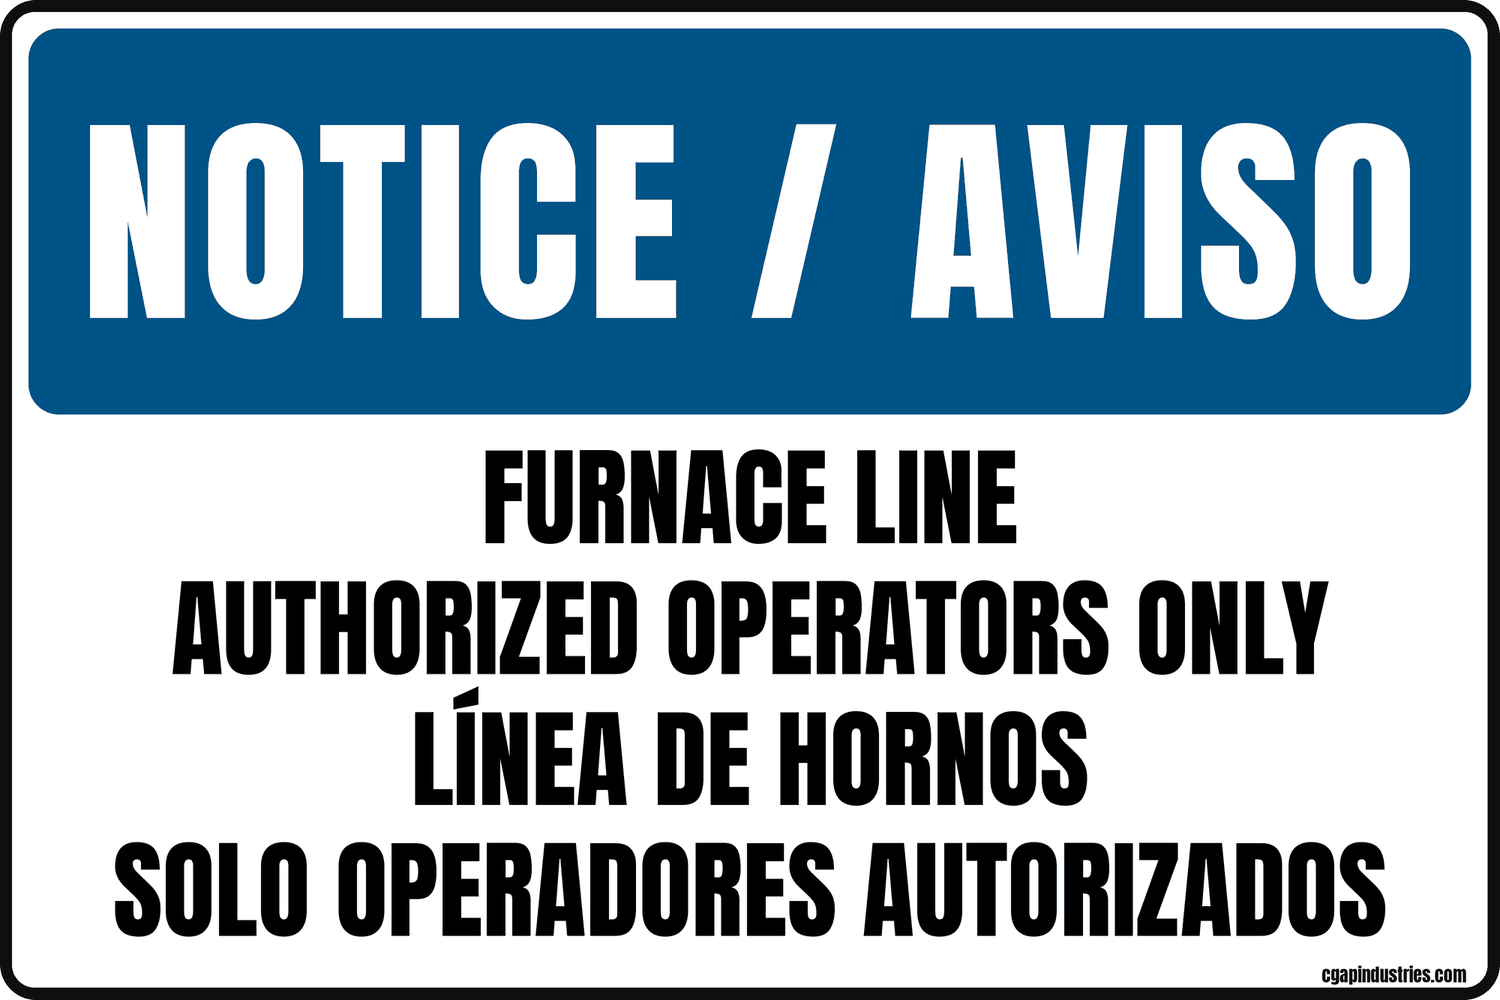 NOTICE / AVISO
FURNACE LINE
AUTHORIZED OPERATORS ONLY
LÍNEA DE HORNOS
SOLO OPERADORES AUTORIZADOS
cgapindustries.com